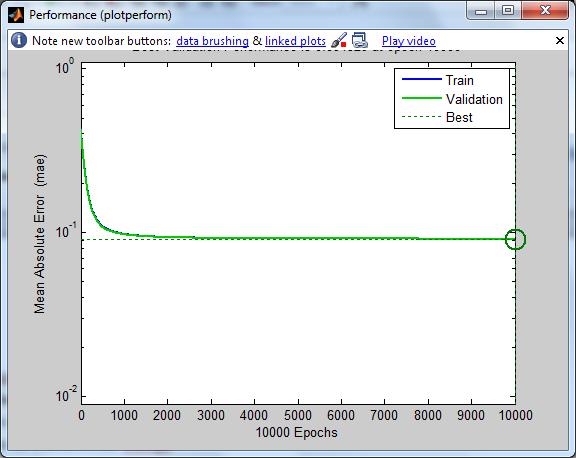 Performance (plotperform)
Note new toolbar buttons: data brushing & linked plots Play video
Train
Validation
Best
Mean Absolute Error (mae)
10^0
10^-1
10^-2
0 1000 2000 3000 4000 5000 6000 7000 8000 9000 10000
10000 Epochs